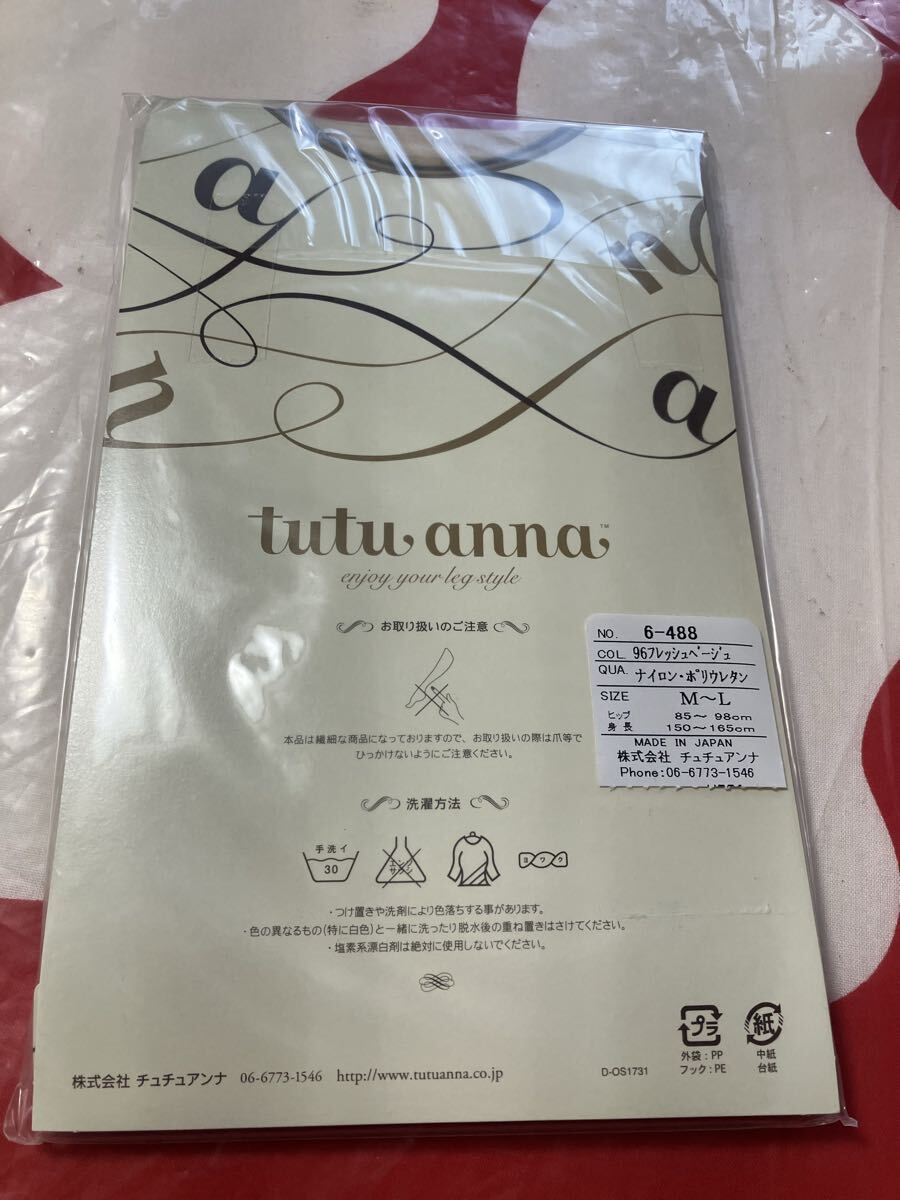 a
n
n
a
tutu anna™
enjoy your leg style
お取り扱いのご注意
本品は繊細な商品になっておりますので、お取り扱いの際は爪等で
ひっかけないようにご注意ください。
NO. 6-488
COL. 96フレッシュベージュ
QUA. ナイロン・ポリウレタン
SIZE M～L
ヒップ 85～98cm
身長 150～165cm
MADE IN JAPAN
株式会社 チュチュアンナ
Phone:06-6773-1546
洗濯方法
手洗イ
30
エンソ
サラシ
ヨワク
・つけ置きや洗剤により色落ちする事があります。
・色の異なるもの(特に白色)と一緒に洗ったり脱水後の重ね置きはさけてください。
・塩素系漂白剤は絶対に使用しないでください。
プラ
紙
外袋:PP
フック:PE
中紙
台紙
株式会社 チュチュアンナ 06-6773-1546 http://www.tutuanna.co.jp
D-OS1731